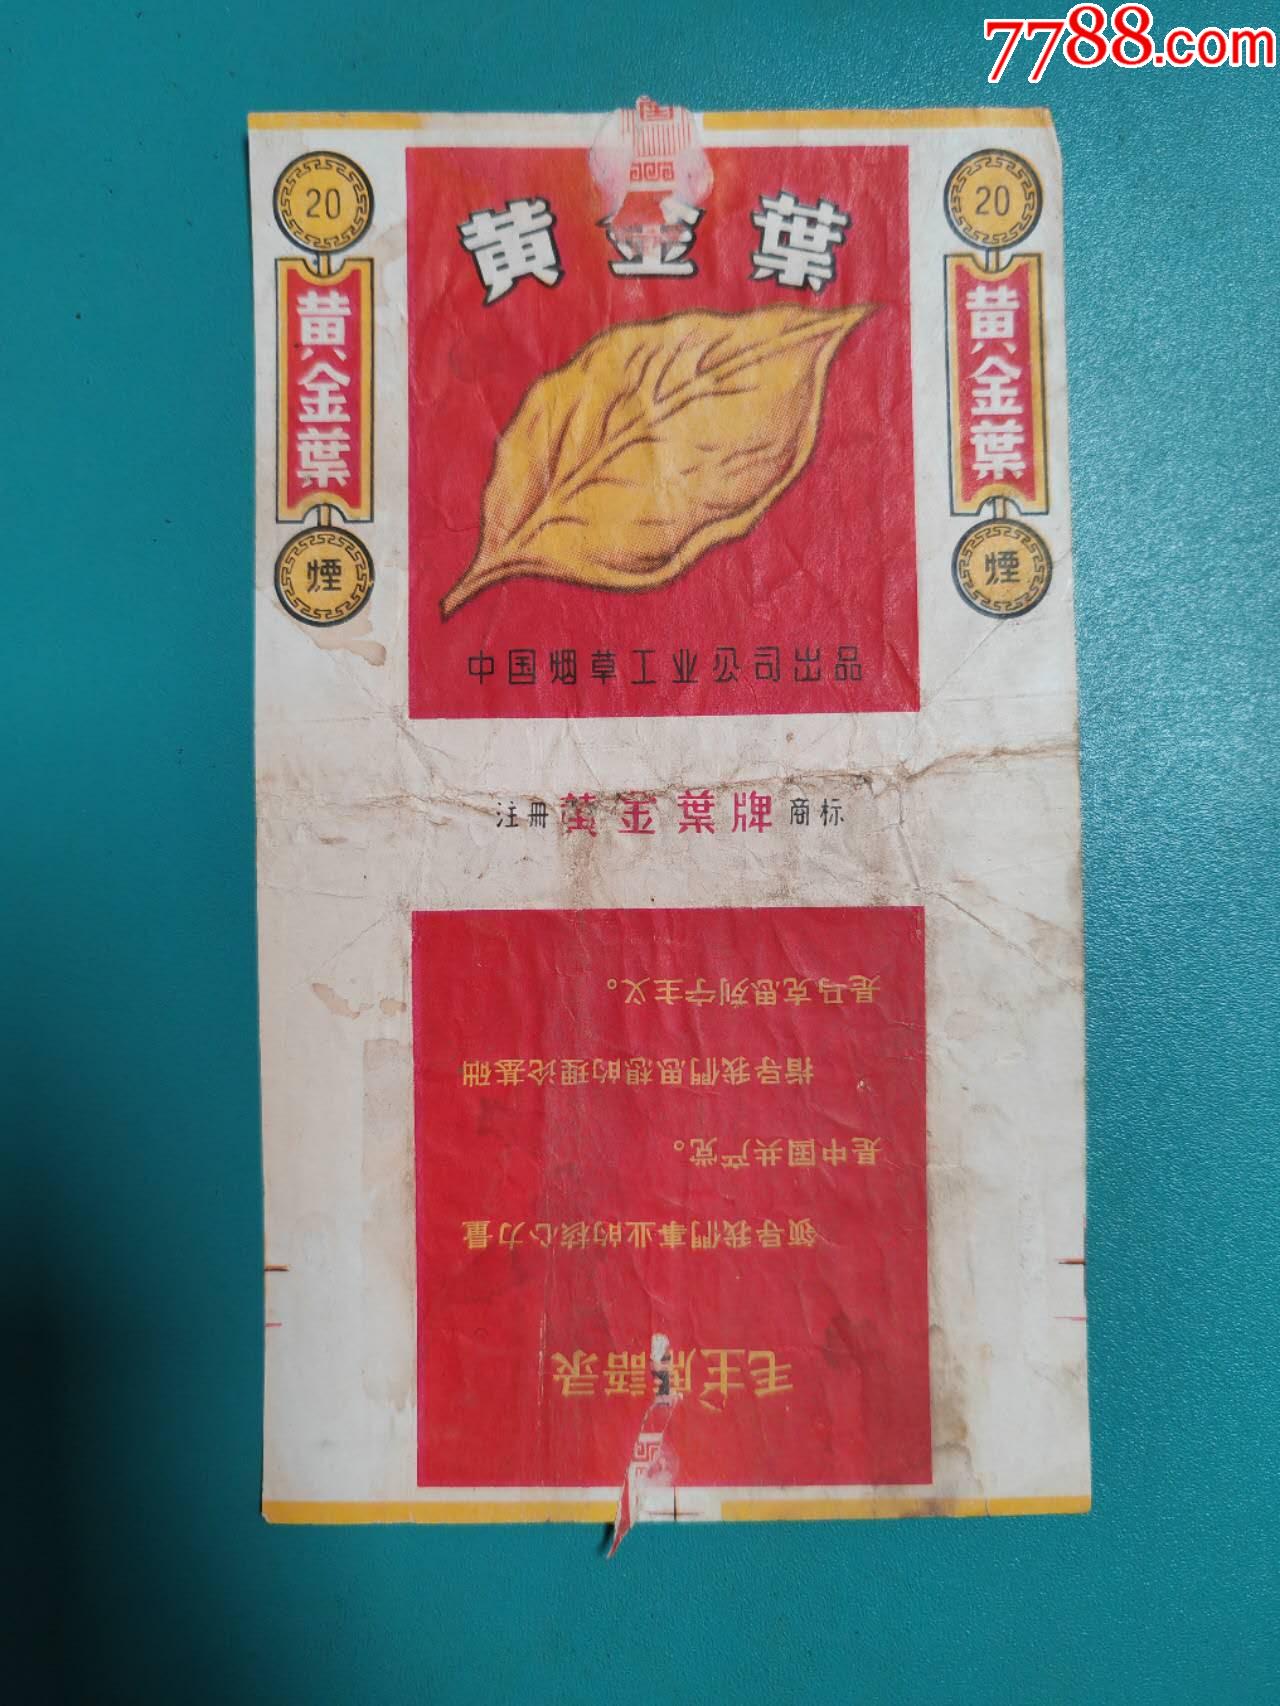 7788.com
黄金葉
20
黄金葉
煙
20
黄金葉
煙
中国烟草工业公司出品
注册 黄金葉牌 商标
毛主席語录
领导我們事业的核心力量
是中国共产党。
指导我們思想的理论基础
是马克思列宁主义。